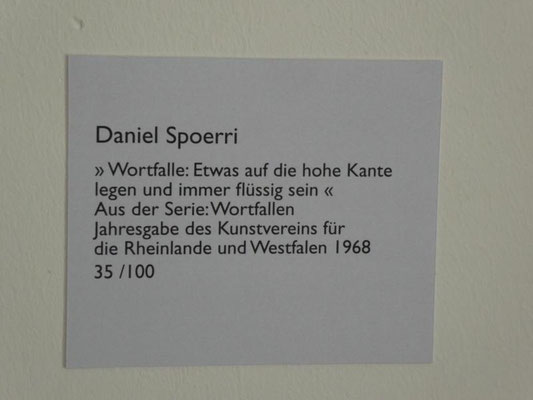 Daniel Spoerri
» Wortfalle: Etwas auf die hohe Kante
legen und immer flüssig sein «
Aus der Serie: Wortfallen
Jahresgabe des Kunstvereins für
die Rheinlande und Westfalen 1968
35 /100